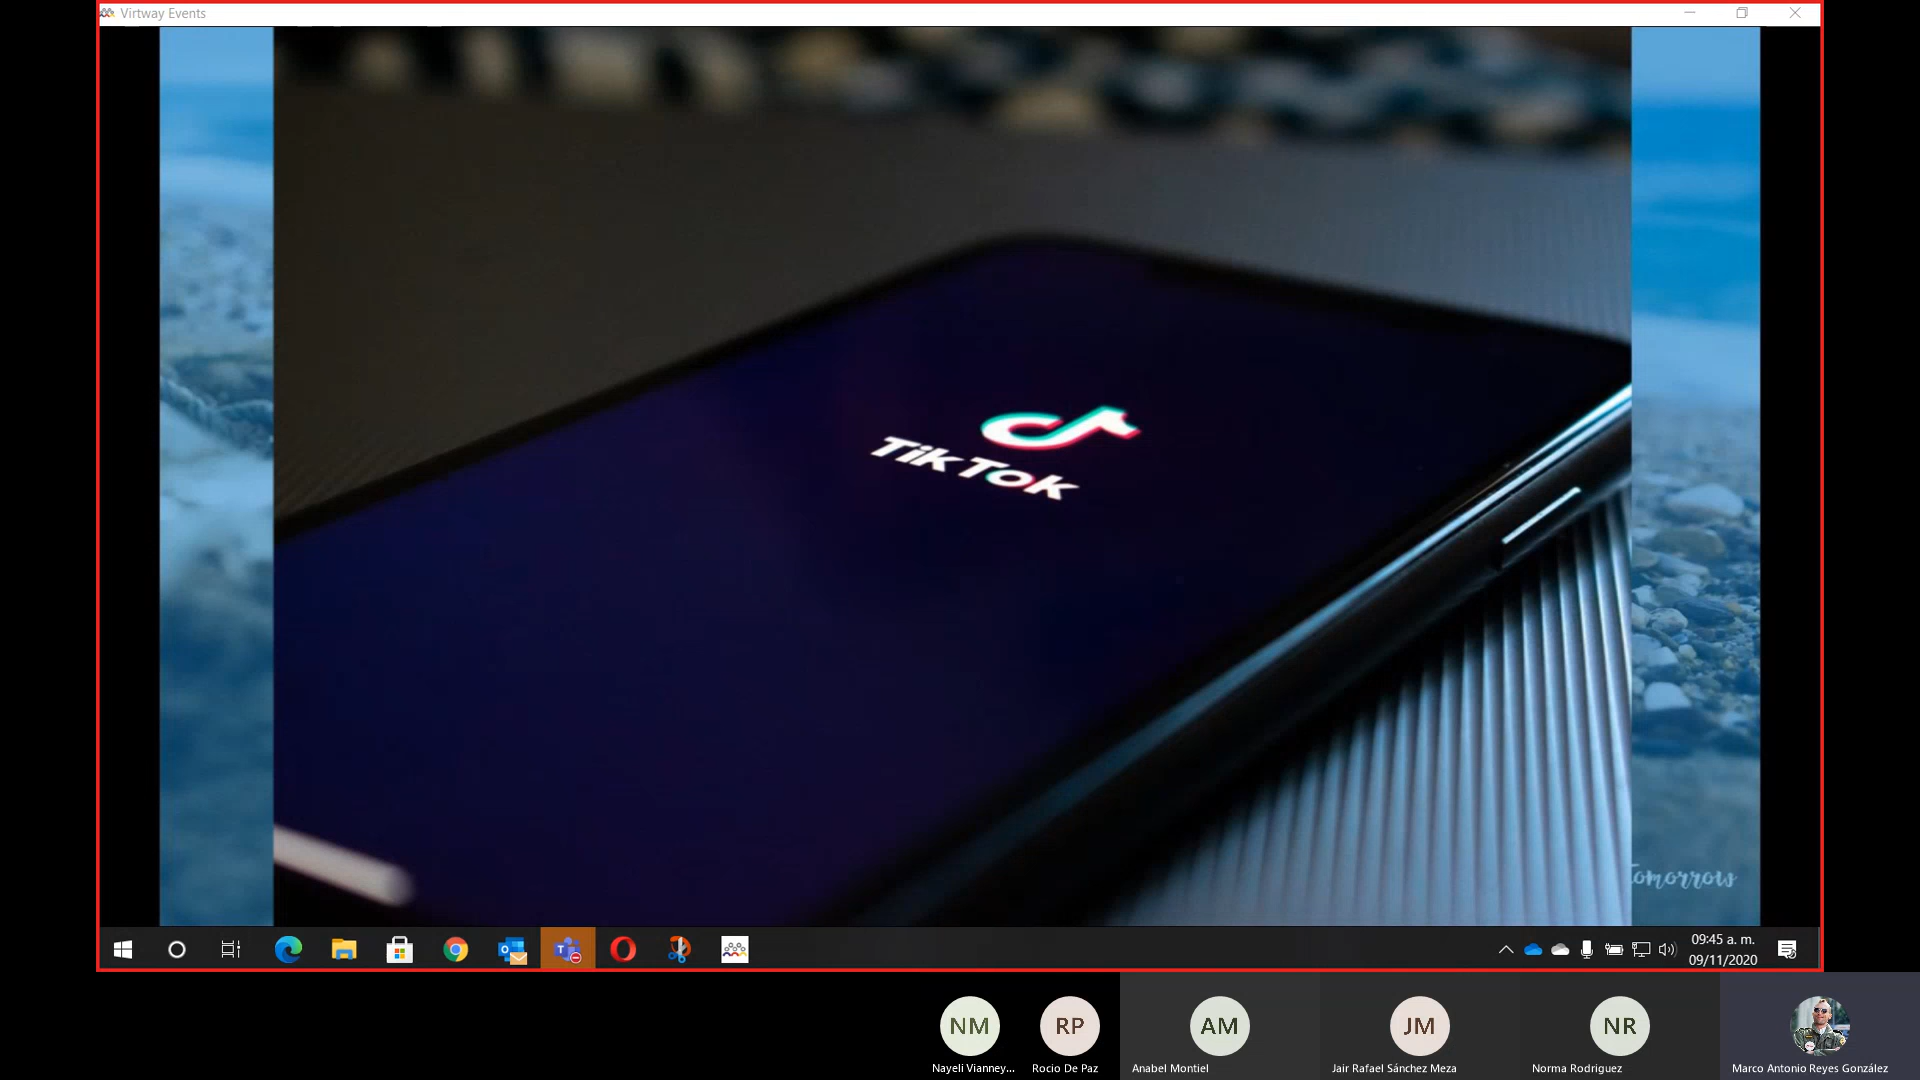 Virtway Events
TikTok
tomorrow
09:45 a. m.
09/11/2020
NM
RP
AM
JM
NR
Nayeli Vianney...
Rocio De Paz
Anabel Montiel
Jair Rafael Sánchez Meza
Norma Rodriguez
Marco Antonio Reyes González